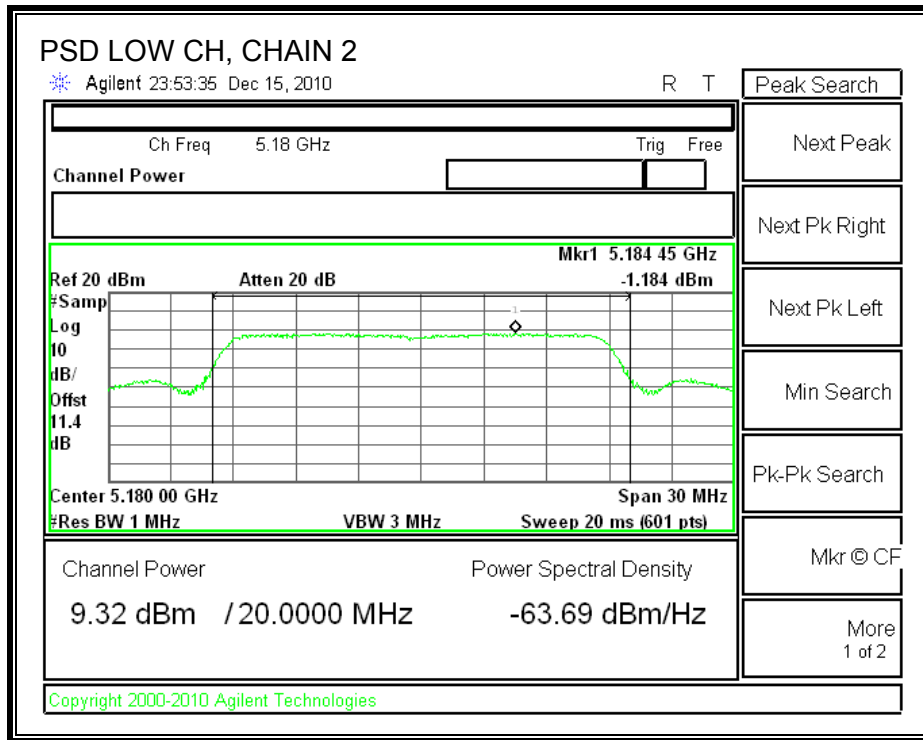 PSD LOW CH, CHAIN 2
Agilent 23:53:35 Dec 15, 2010 R T
Peak Search
Ch Freq 5.18 GHz Trig Free
Channel Power
Next Peak
Next Pk Right
Mkr1 5.184 45 GHz
Ref 20 dBm Atten 20 dB -1.184 dBm
#Samp
Log
10
dB/
Offst
11.4
dB
1
Next Pk Left
Min Search
Pk-Pk Search
Center 5.180 00 GHz Span 30 MHz
#Res BW 1 MHz VBW 3 MHz Sweep 20 ms (601 pts)
Channel Power Power Spectral Density
9.32 dBm /20.0000 MHz -63.69 dBm/Hz
Mkr © CF
More
1 of 2
Copyright 2000-2010 Agilent Technologies